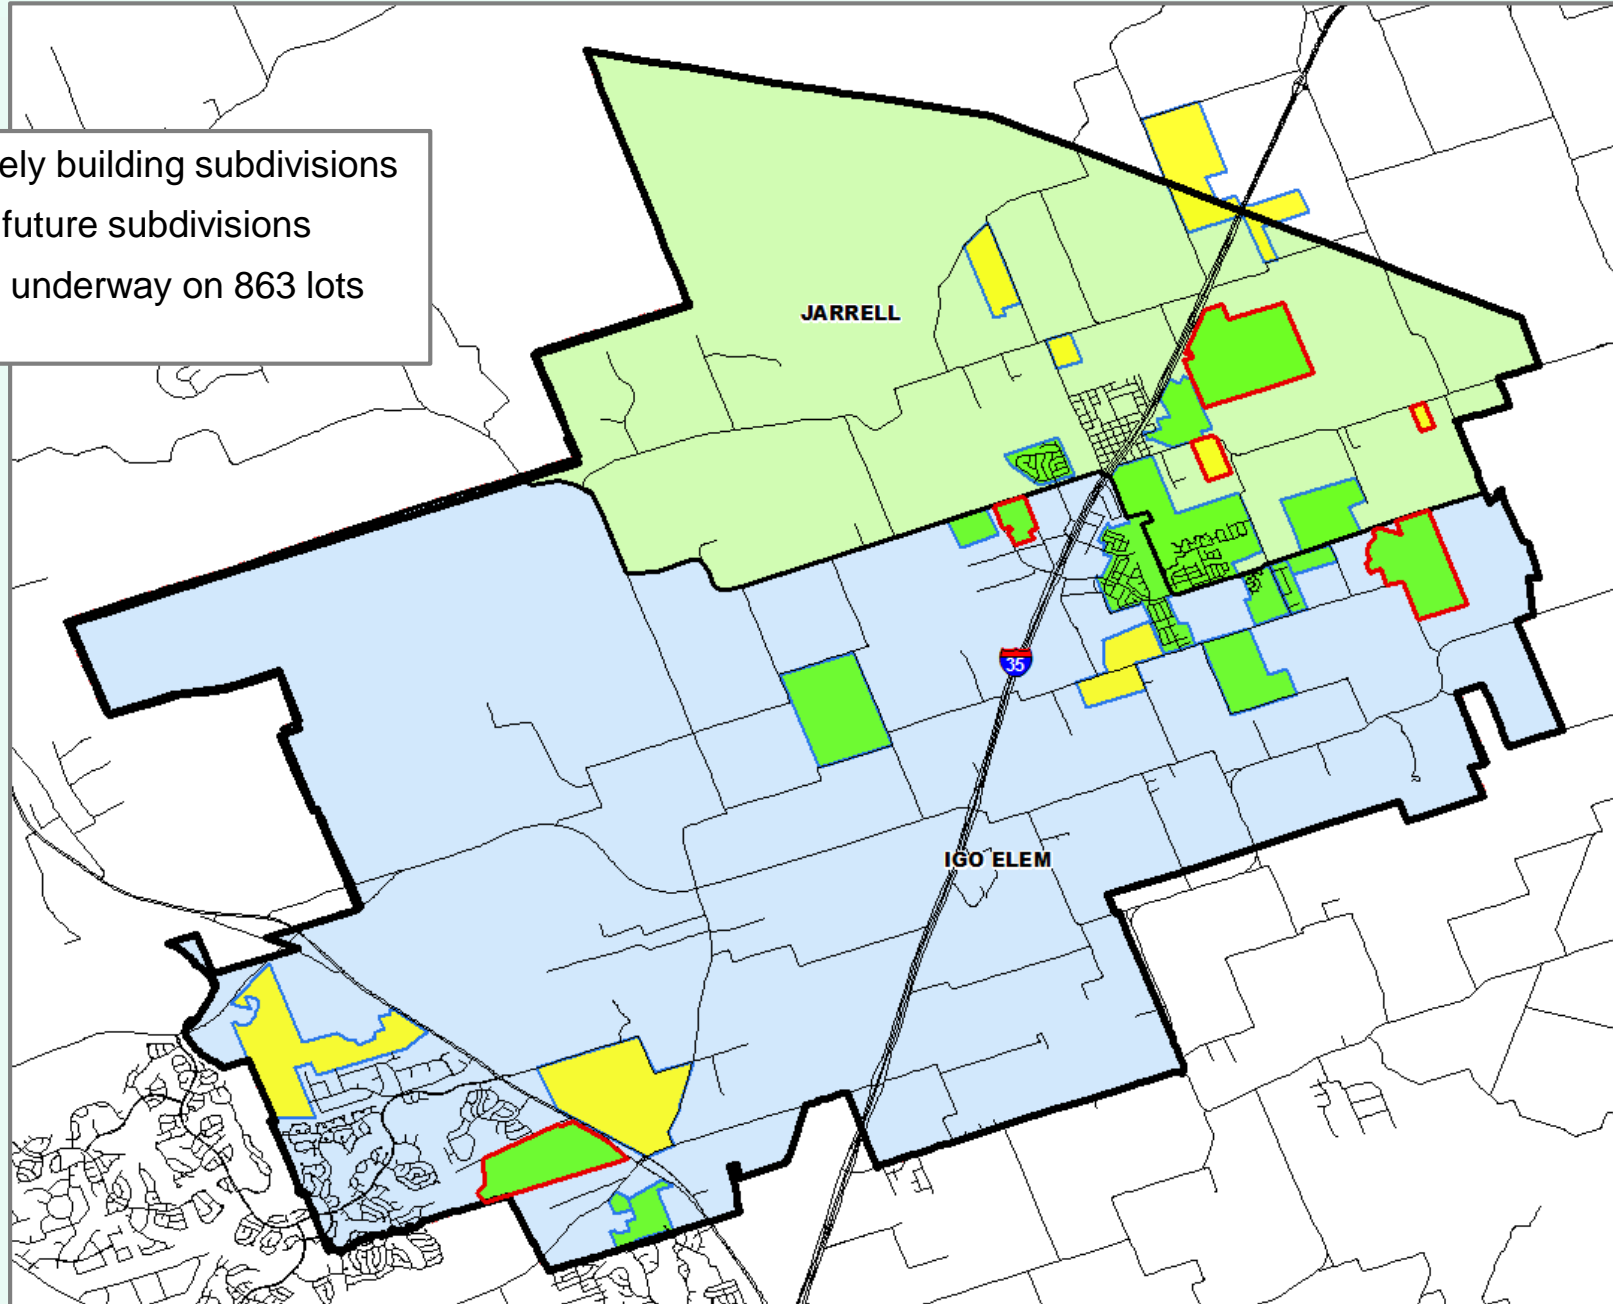 ely building subdivisions
future subdivisions
underway on 863 lots
JARRELL
35
IGO ELEM